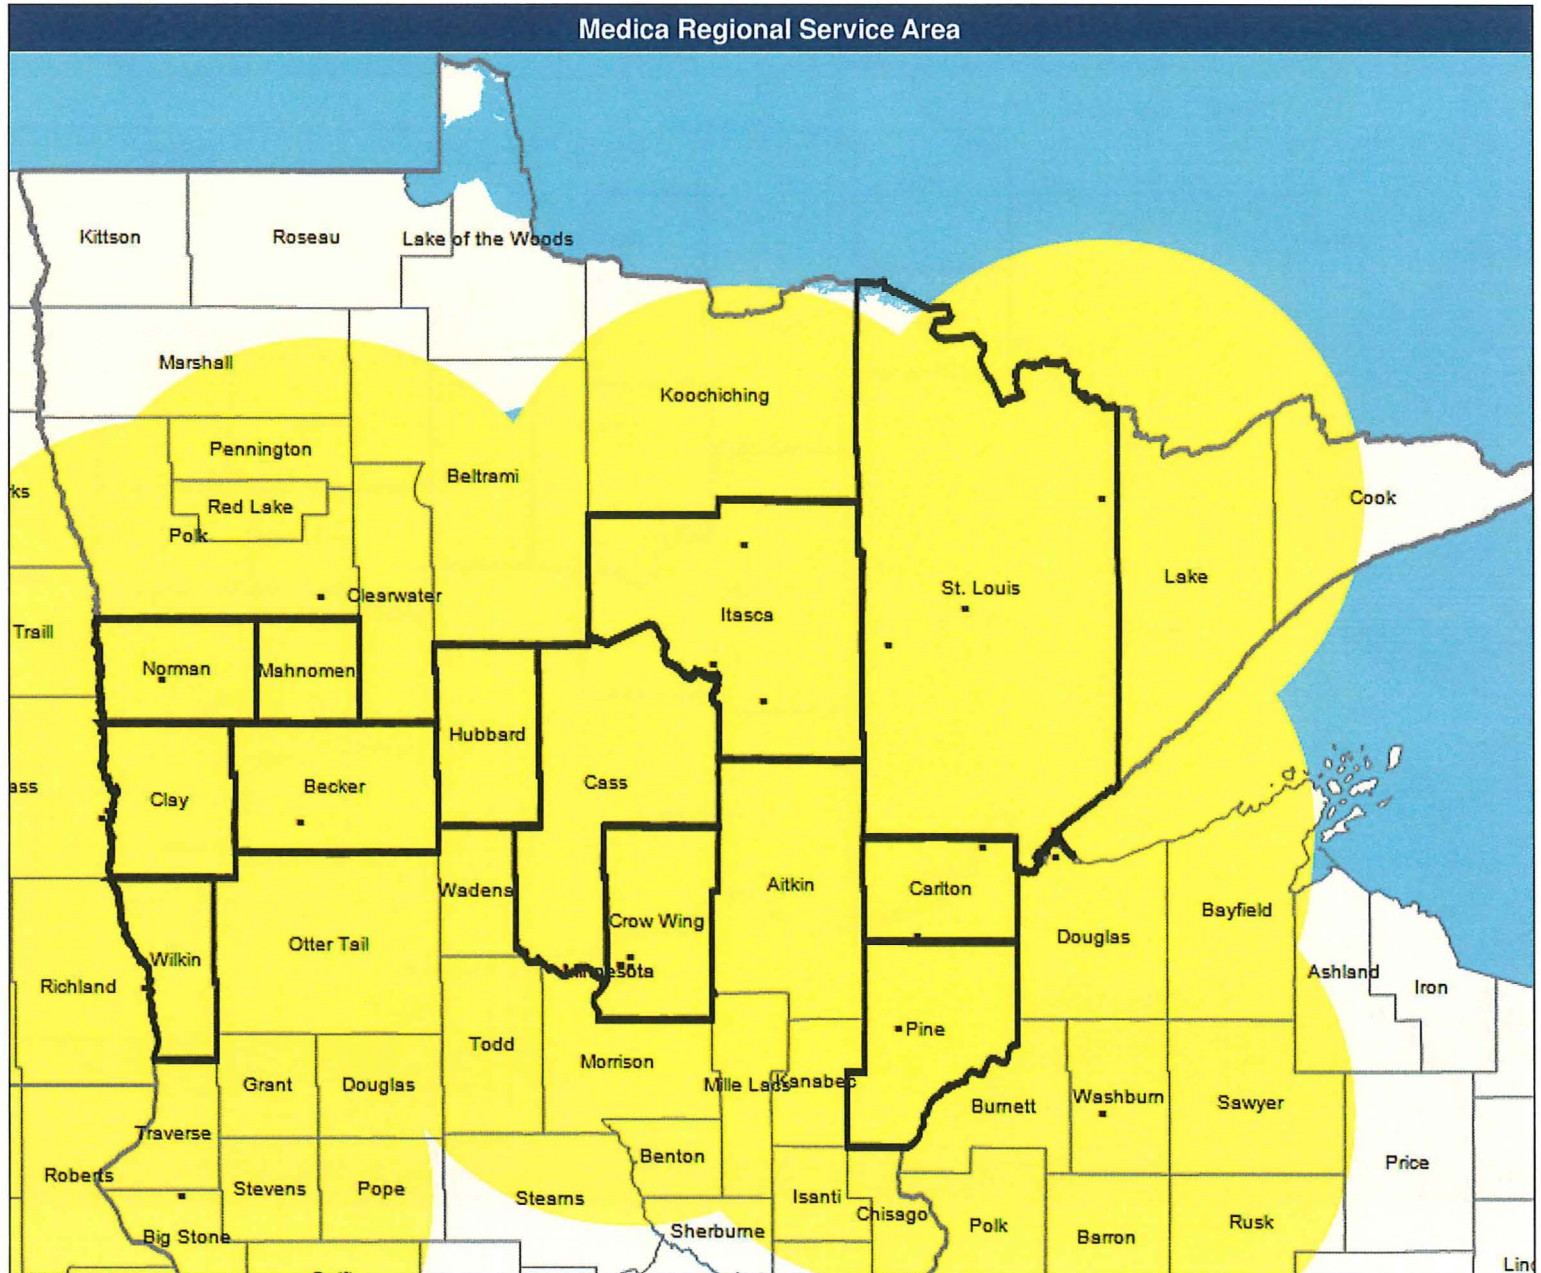 Medica Regional Service Area
Kittson
Roseau
Lake of the Woods
Marshall
Koochiching
Pennington
Beltrami
rks
Red Lake
Cook
Polk
Lake
St. Louis
Clearwater
Itasca
Traill
Norman
Mahnomen
Hubbard
Cass
ass
Becker
Clay
Aitkin
Carlton
Wadena
Bayfield
Crow Wing
Douglas
Otter Tail
Wilkin
Minnesota
Ashland
Richland
Iron
Pine
Todd
Morrison
Grant
Douglas
Mille Lacs
Kanabec
Washburn
Sawyer
Burnett
Traverse
Benton
Price
Roberts
Stevens
Pope
Stearns
Isanti
Chisago
Rusk
Polk
Sherburne
Barron
Big Stone